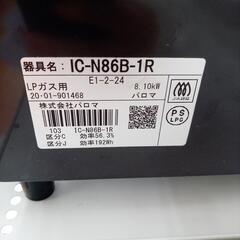 器具名：IC-N86B-1R
E1-2-24
LPガス用 8.10kW
20・01-901468 パロマ
株式会社パロマ
103 IC-N86B-1R
区分C 効率56.3%
区分J 効率192Wh
PS
LPG